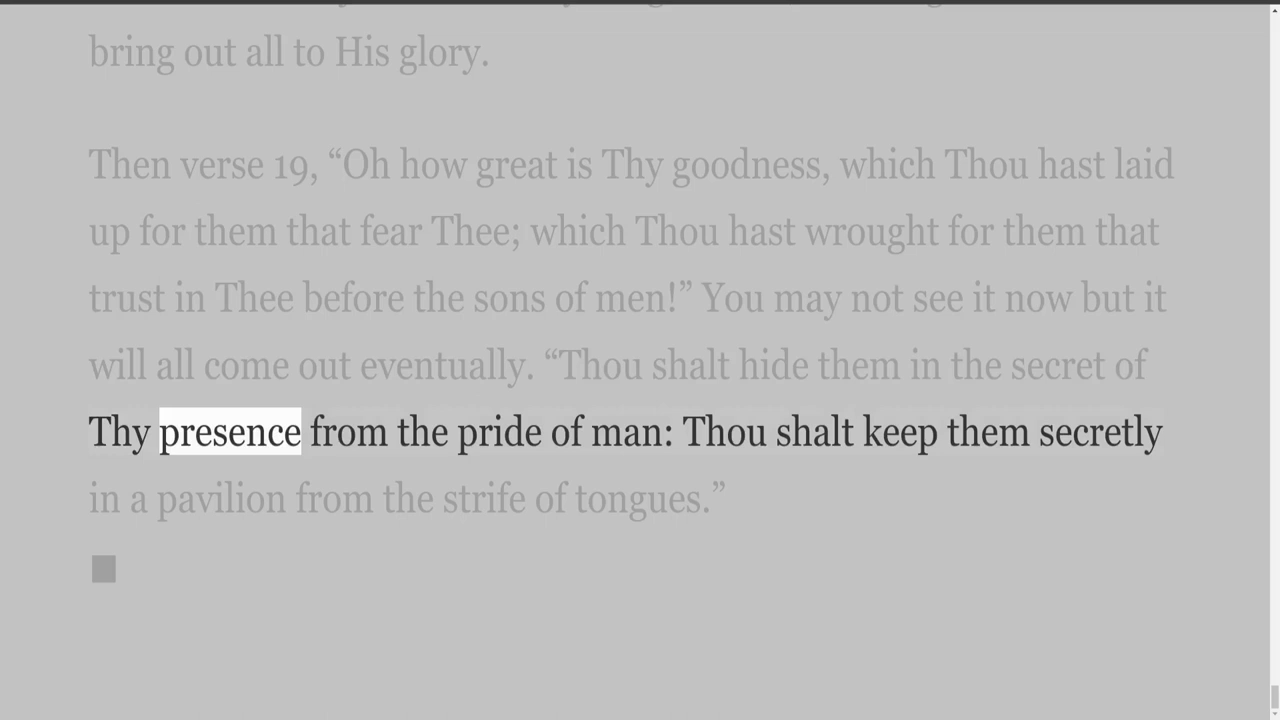 bring out all to His glory.
Then verse 19, “Oh how great is Thy goodness, which Thou hast laid
up for them that fear Thee; which Thou hast wrought for them that
trust in Thee before the sons of men!” You may not see it now but it
will all come out eventually. “Thou shalt hide them in the secret of
Thy presence from the pride of man: Thou shalt keep them secretly
in a pavilion from the strife of tongues.”